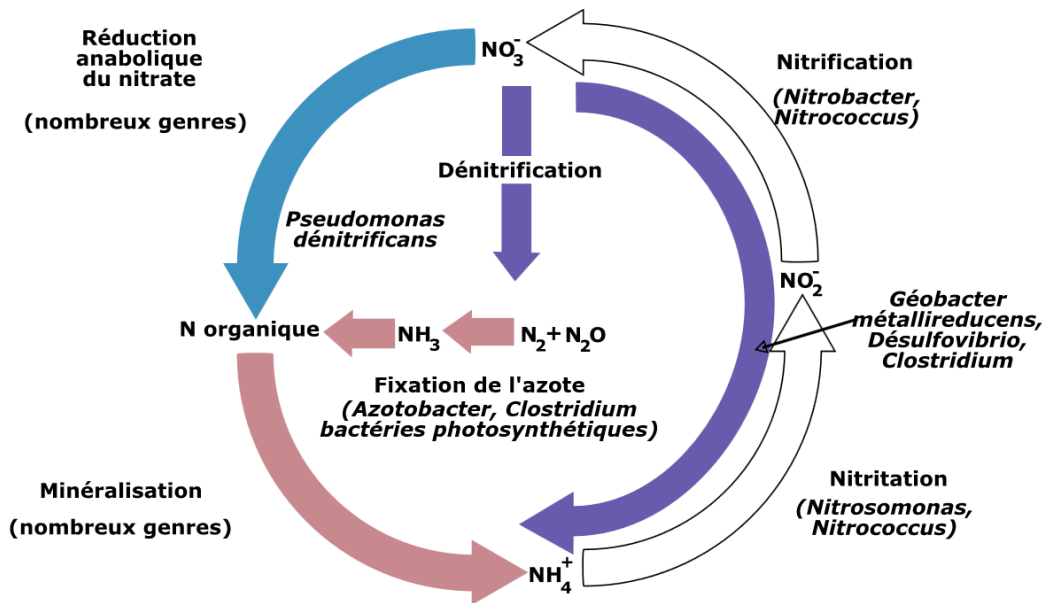 Réduction
anabolique
du nitrate
(nombreux genres)
NO3-
Nitrification
(Nitrobacter,
Nitrococcus)
Dénitrification
Pseudomonas
dénitrificans
NO2-
N organique
NH3
N2+N2O
Géobacter
métallireducens,
Désulfovibrio,
Clostridium
Fixation de l'azote
(Azotobacter, Clostridium
bactéries photosynthétiques)
Minéralisation
(nombreux genres)
Nitritation
(Nitrosomonas,
Nitrococcus)
NH4+